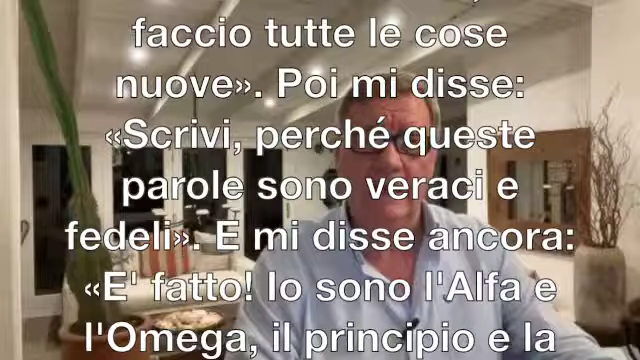 faccio tutte le cose
nuove». Poi mi disse:
«Scrivi, perché queste
parole sono veraci e
fedeli». E mi disse ancora:
«E' fatto! Io sono l'Alfa e
l'Omega, il principio e la